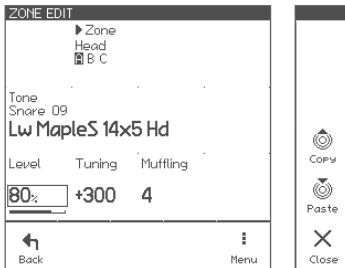 ZONE EDIT
▶Zone
Head
A B C
Tone
Snare 09
Lw MapleS 14x5 Hd
Level Tuning Muffling
80% +300 4
Back Menu
Copy
Paste
Close